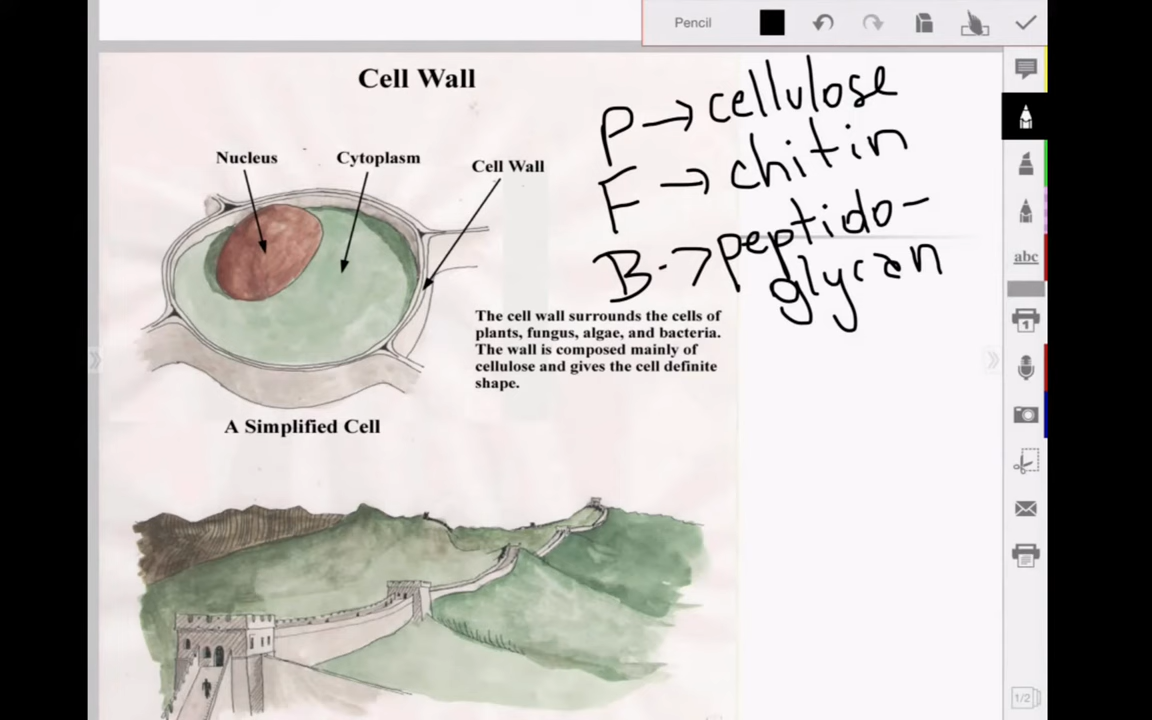 Pencil
Cell Wall
Nucleus
Cytoplasm
Cell Wall
P → cellulose
F → chitin
B → peptido-
glycan
The cell wall surrounds the cells of
plants, fungus, algae, and bacteria.
The wall is composed mainly of
cellulose and gives the cell definite
shape.
A Simplified Cell
abc
1
1/2